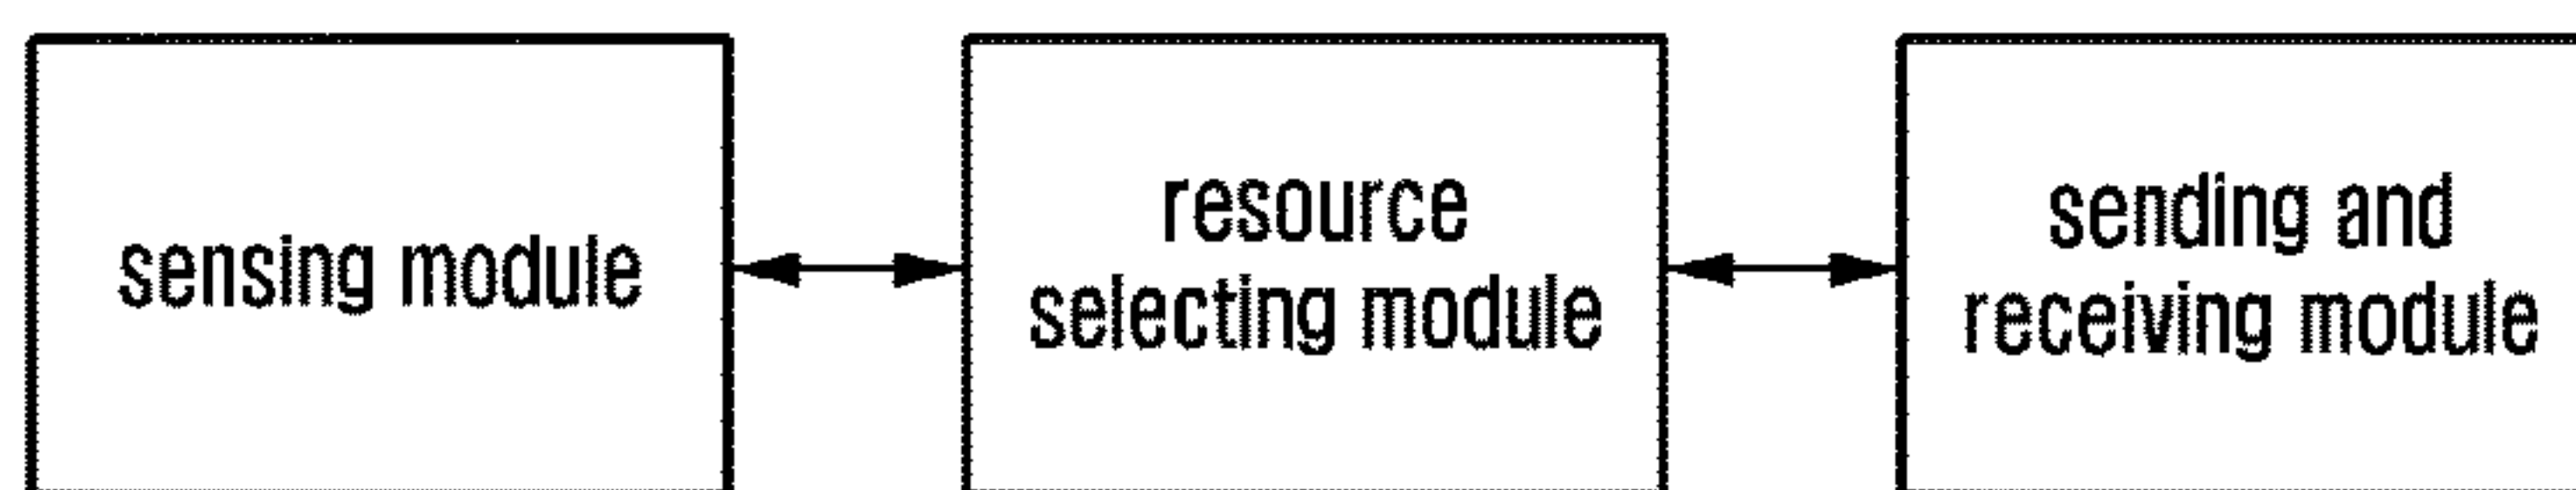 sensing module
resource
selecting module
sending and
receiving module